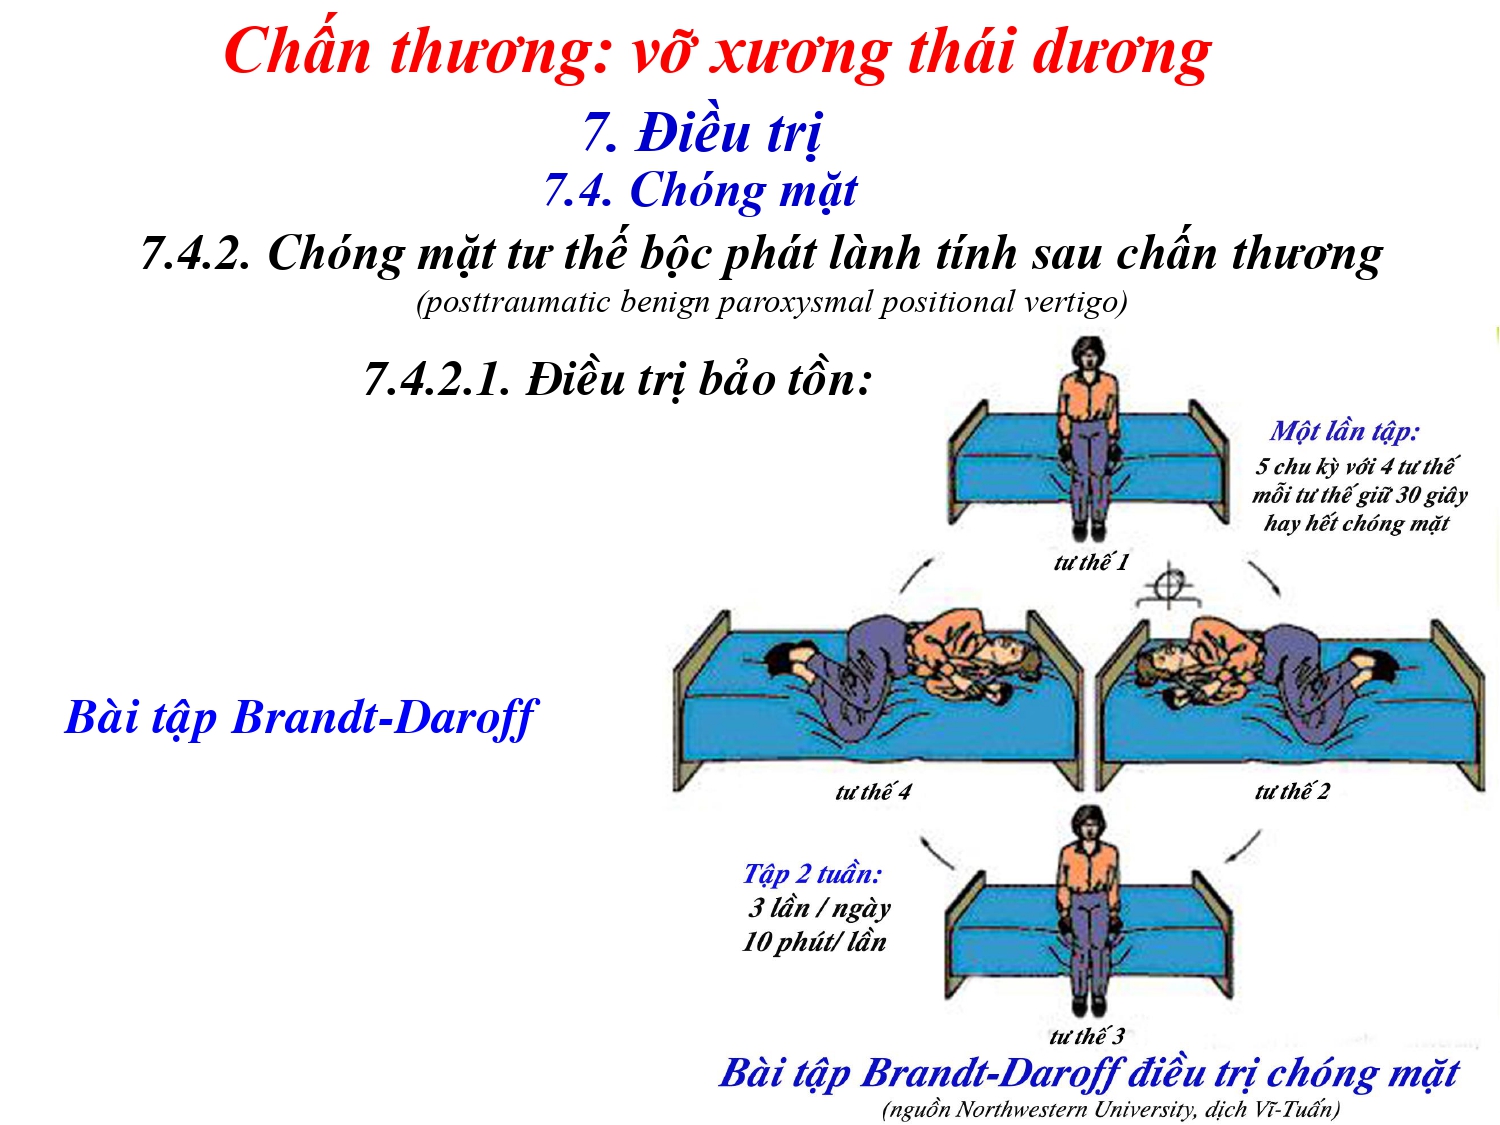 Chấn thương: vỡ xương thái dương
7. Điều trị
7.4. Chóng mặt
7.4.2. Chóng mặt tư thế bộc phát lành tính sau chấn thương
(posttraumatic benign paroxysmal positional vertigo)
7.4.2.1. Điều trị bảo tồn:
Một lần tập:
5 chu kỳ với 4 tư thế
mỗi tư thế giữ 30 giây
hay hết chóng mặt
tư thế 1
Bài tập Brandt-Daroff
tư thế 4
tư thế 2
Tập 2 tuần:
3 lần / ngày
10 phút/ lần
tư thế 3
Bài tập Brandt-Daroff điều trị chóng mặt
(nguồn Northwestern University, dịch Vĩ-Tuấn)